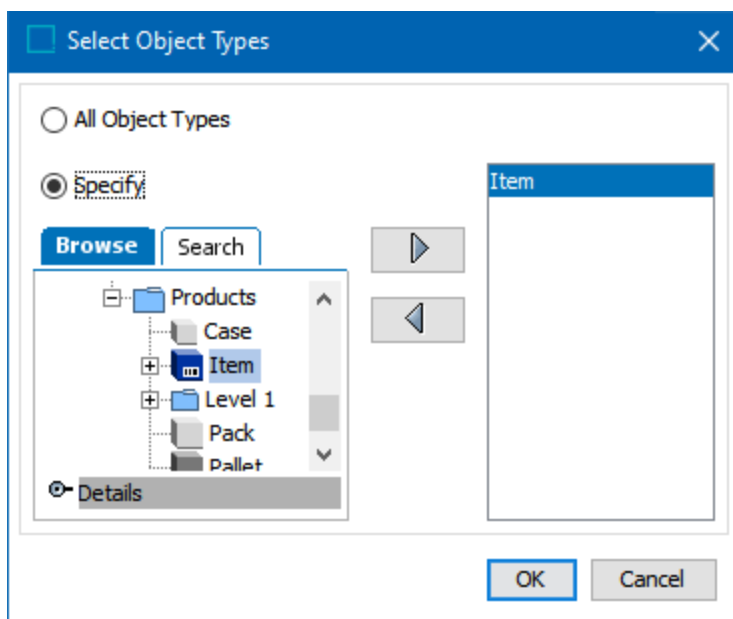 Select Object Types
All Object Types
Specify
Item
Browse
Search
Products
Case
Item
Level 1
Pack
Pallet
Details
OK
Cancel